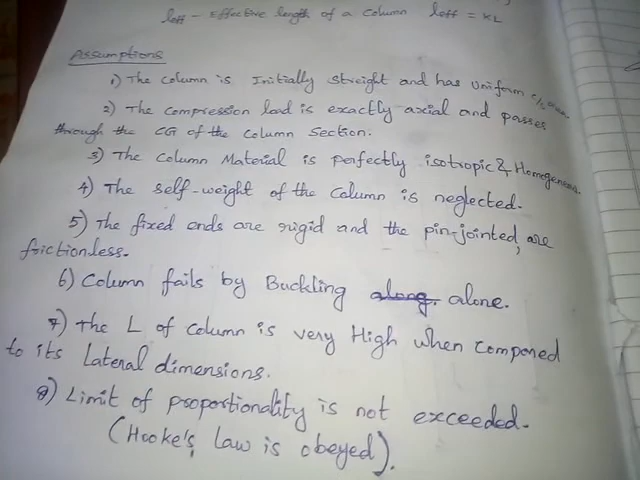 leff - Effective length of a Column leff = KL
Assumptions
1) The Column is Initially streight and has Uniform c/s
2) The Compression load is exactly axial and passes
through the CG of the Column Section.
3) The Column Material is perfectly isotropic & Homogeneous.
4) The self-weight of the Column is neglected.
5) The fixed ends are rigid and the pin-jointed, are
frictionless.
6) Column fails by Buckling along. alone.
7) The L of Column is very High when Compared
to its Lateral dimensions.
8) Limit of proportionality is not exceeded.
(Hooke's Law is obeyed).